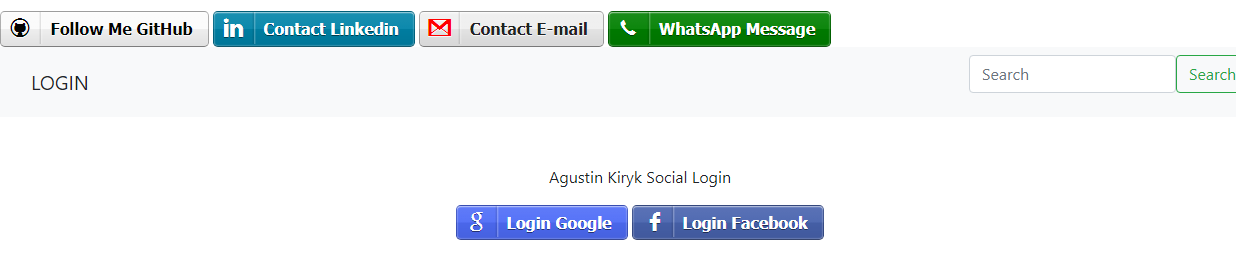 Follow Me GitHub Contact Linkedin Contact E-mail WhatsApp Message
LOGIN Search Search
Agustin Kiryk Social Login
Login Google Login Facebook